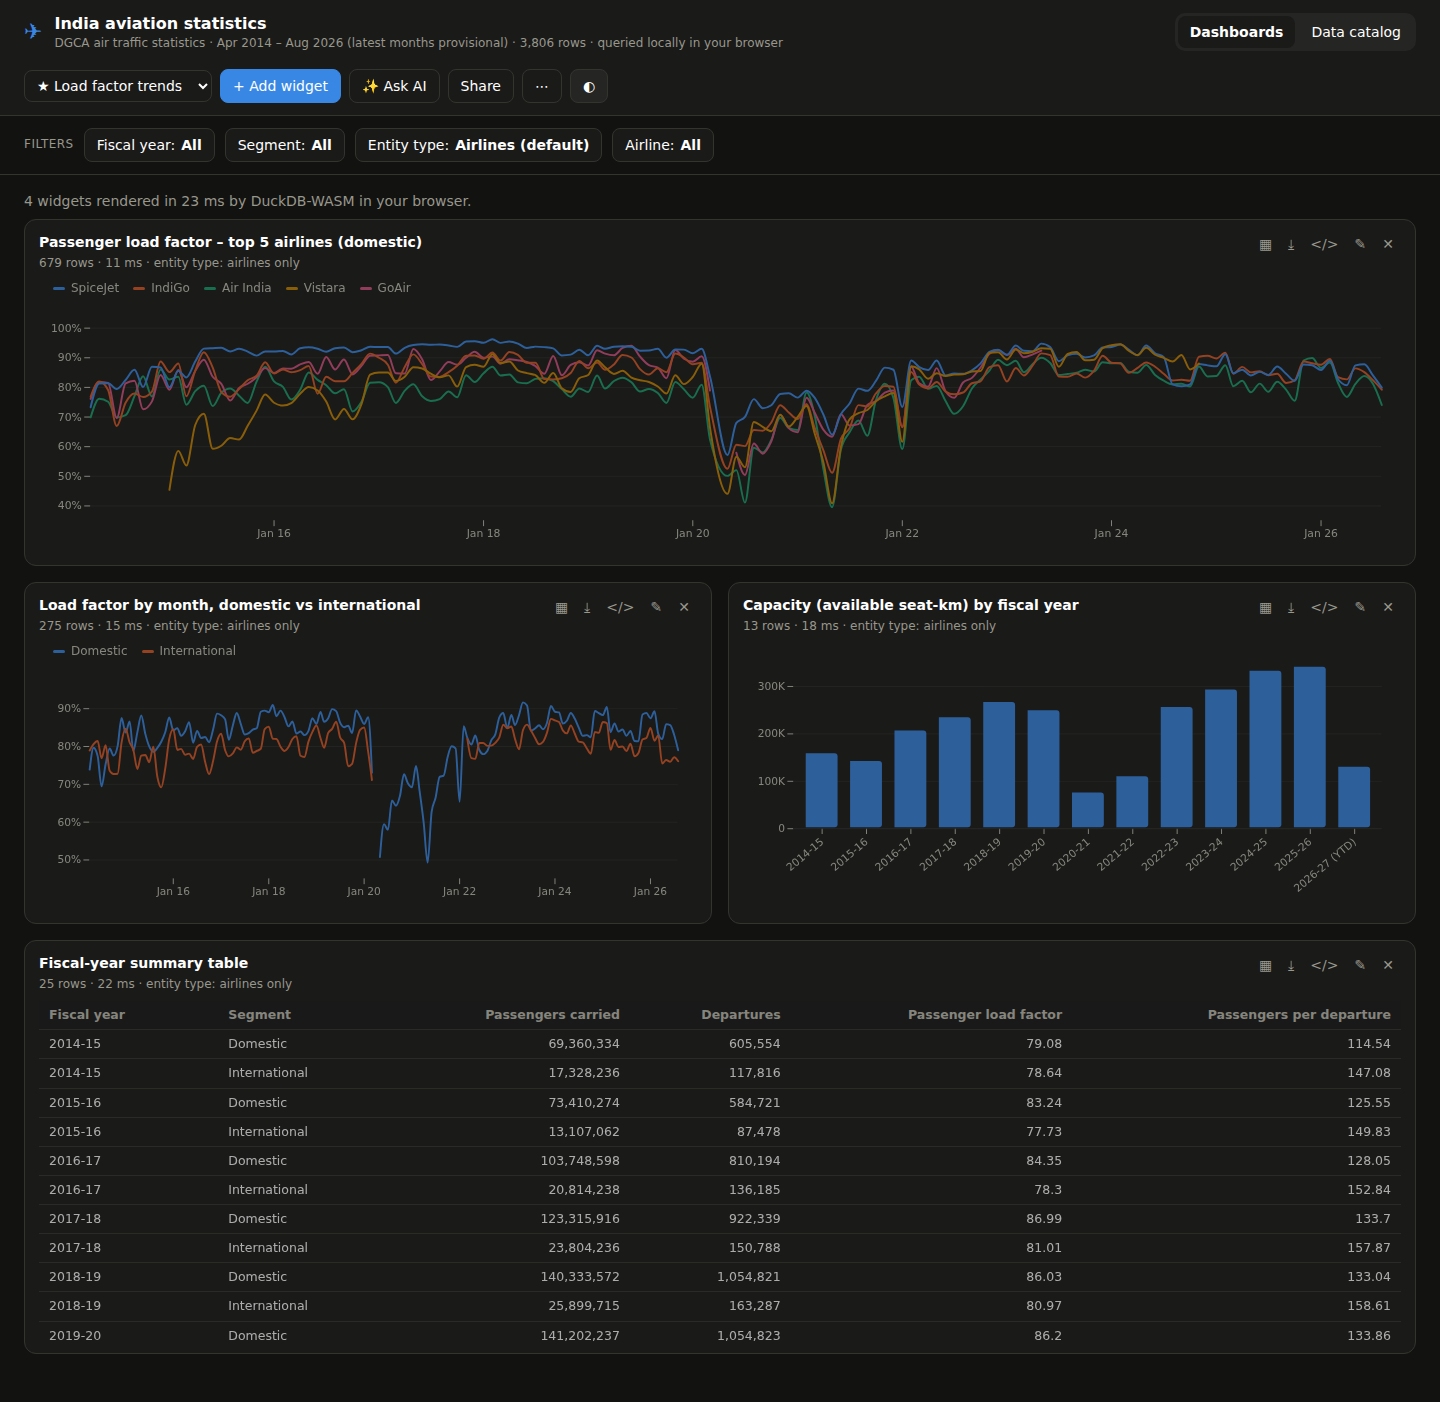 ✈ India aviation statistics
DGCA air traffic statistics · Apr 2014 – Aug 2026 (latest months provisional) · 3,806 rows · queried locally in your browser
Dashboards Data catalog
★ Load factor trends + Add widget ✨ Ask AI Share ⋯ ◐
FILTERS Fiscal year: All Segment: All Entity type: Airlines (default) Airline: All
4 widgets rendered in 23 ms by DuckDB-WASM in your browser.
Passenger load factor – top 5 airlines (domestic)
▦ ⤓ </> ✎ ✕
679 rows · 11 ms · entity type: airlines only
SpiceJet IndiGo Air India Vistara GoAir
100%
90%
80%
70%
60%
50%
40%
Jan 16 Jan 18 Jan 20 Jan 22 Jan 24 Jan 26
Load factor by month, domestic vs international
▦ ⤓ </> ✎ ✕
275 rows · 15 ms · entity type: airlines only
Domestic International
90%
80%
70%
60%
50%
Jan 16 Jan 18 Jan 20 Jan 22 Jan 24 Jan 26
Capacity (available seat-km) by fiscal year
▦ ⤓ </> ✎ ✕
13 rows · 18 ms · entity type: airlines only
300K
200K
100K
0
2014-15 2015-16 2016-17 2017-18 2018-19 2019-20 2020-21 2021-22 2022-23 2023-24 2024-25 2025-26 2026-27 (YTD)
Fiscal-year summary table
▦ ⤓ </> ✎ ✕
25 rows · 22 ms · entity type: airlines only
Fiscal year Segment Passengers carried Departures Passenger load factor Passengers per departure
2014-15 Domestic 69,360,334 605,554 79.08 114.54
2014-15 International 17,328,236 117,816 78.64 147.08
2015-16 Domestic 73,410,274 584,721 83.24 125.55
2015-16 International 13,107,062 87,478 77.73 149.83
2016-17 Domestic 103,748,598 810,194 84.35 128.05
2016-17 International 20,814,238 136,185 78.3 152.84
2017-18 Domestic 123,315,916 922,339 86.99 133.7
2017-18 International 23,804,236 150,788 81.01 157.87
2018-19 Domestic 140,333,572 1,054,821 86.03 133.04
2018-19 International 25,899,715 163,287 80.97 158.61
2019-20 Domestic 141,202,237 1,054,823 86.2 133.86